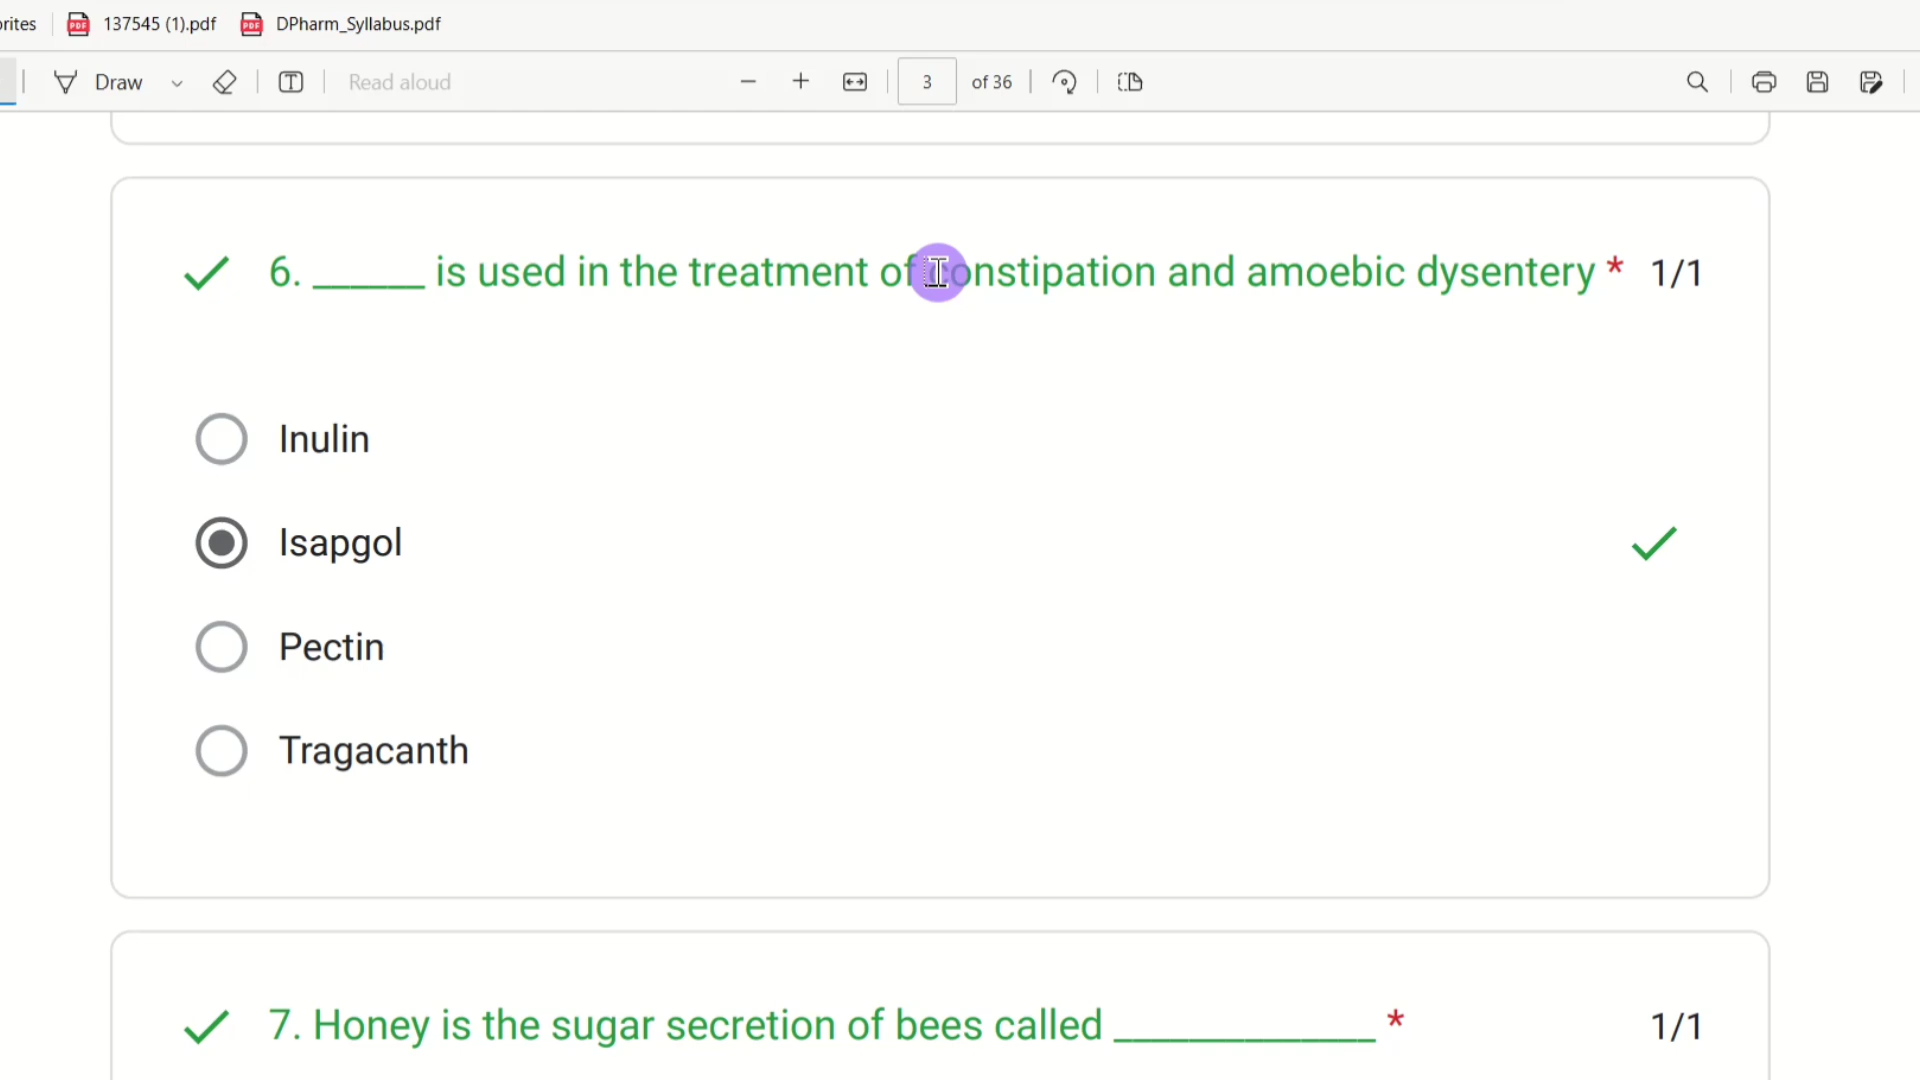 orites 137545 (1).pdf DPharm_Syllabus.pdf
Draw Read aloud 3 of 36
6. ______ is used in the treatment of constipation and amoebic dysentery * 1/1
Inulin
Isapgol
Pectin
Tragacanth
7. Honey is the sugar secretion of bees called ______________ * 1/1